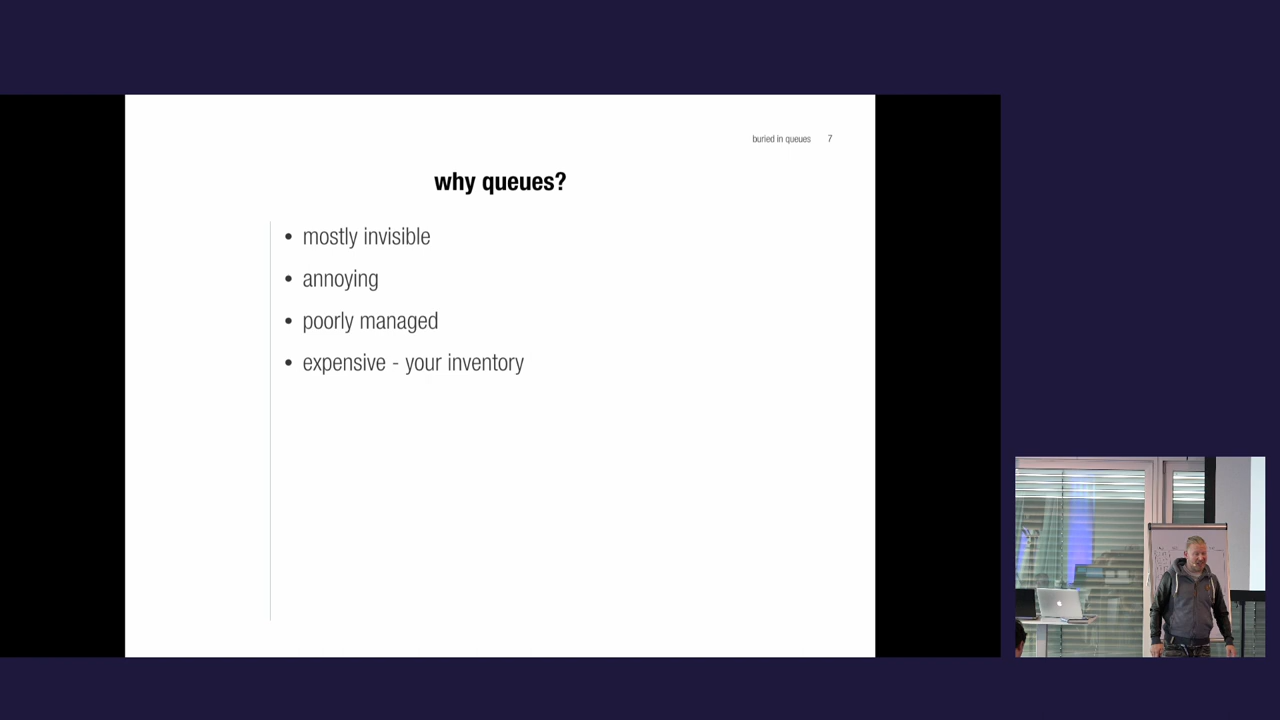 buried in queues 7
why queues?
• mostly invisible
• annoying
• poorly managed
• expensive - your inventory